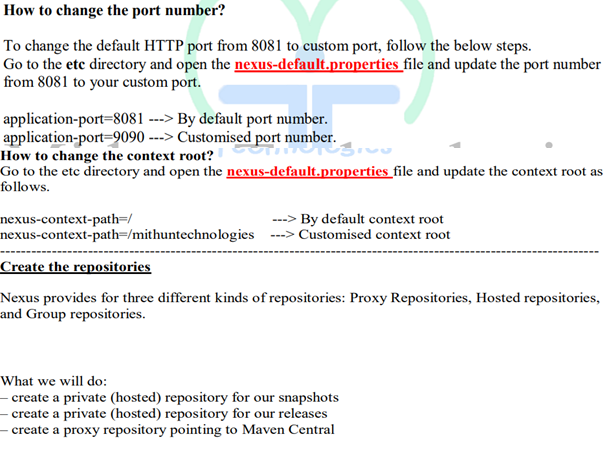 How to change the port number?
To change the default HTTP port from 8081 to custom port, follow the below steps.
Go to the etc directory and open the nexus-default.properties file and update the port number
from 8081 to your custom port.
application-port=8081 ---> By default port number.
application-port=9090 ---> Customised port number.
How to change the context root?
Go to the etc directory and open the nexus-default.properties file and update the context root as
follows.
nexus-context-path=/ ---> By default context root
nexus-context-path=/mithuntechnologies ---> Customised context root
------------------------------------------------------------------------------------------------------------------------
Create the repositories
Nexus provides for three different kinds of repositories: Proxy Repositories, Hosted repositories,
and Group repositories.
What we will do:
– create a private (hosted) repository for our snapshots
– create a private (hosted) repository for our releases
– create a proxy repository pointing to Maven Central